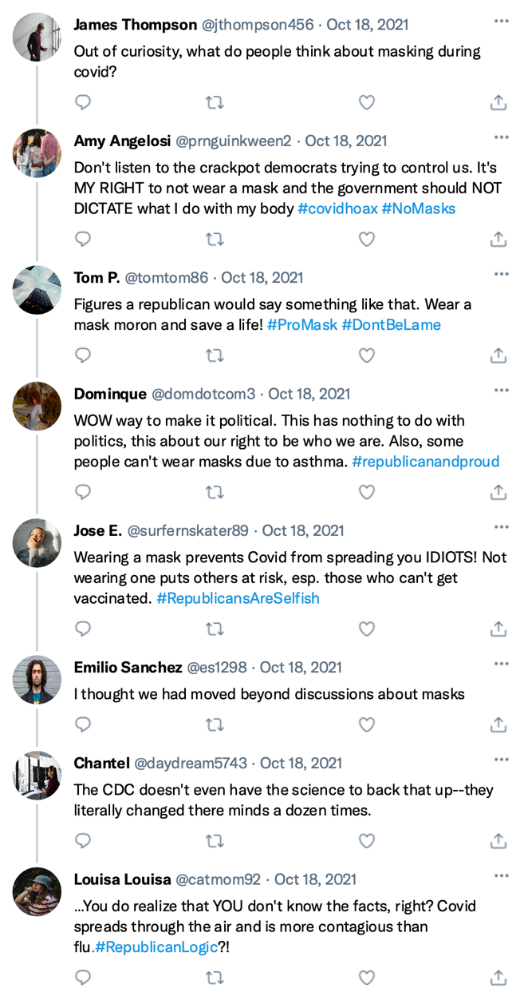 James Thompson @jthompson456 · Oct 18, 2021
Out of curiosity, what do people think about masking during
covid?
Amy Angelosi @prnguinkween2 · Oct 18, 2021
Don't listen to the crackpot democrats trying to control us. It's
MY RIGHT to not wear a mask and the government should NOT
DICTATE what I do with my body #covidhoax #NoMasks
Tom P. @tomtom86 · Oct 18, 2021
Figures a republican would say something like that. Wear a
mask moron and save a life! #ProMask #DontBeLame
Dominque @domdotcom3 · Oct 18, 2021
WOW way to make it political. This has nothing to do with
politics, this about our right to be who we are. Also, some
people can't wear masks due to asthma. #republicanandproud
Jose E. @surfernskater89 · Oct 18, 2021
Wearing a mask prevents Covid from spreading you IDIOTS! Not
wearing one puts others at risk, esp. those who can't get
vaccinated. #RepublicansAreSelfish
Emilio Sanchez @es1298 · Oct 18, 2021
I thought we had moved beyond discussions about masks
Chantel @daydream5743 · Oct 18, 2021
The CDC doesn't even have the science to back that up--they
literally changed there minds a dozen times.
Louisa Louisa @catmom92 · Oct 18, 2021
...You do realize that YOU don't know the facts, right? Covid
spreads through the air and is more contagious than
flu.#RepublicanLogic?!